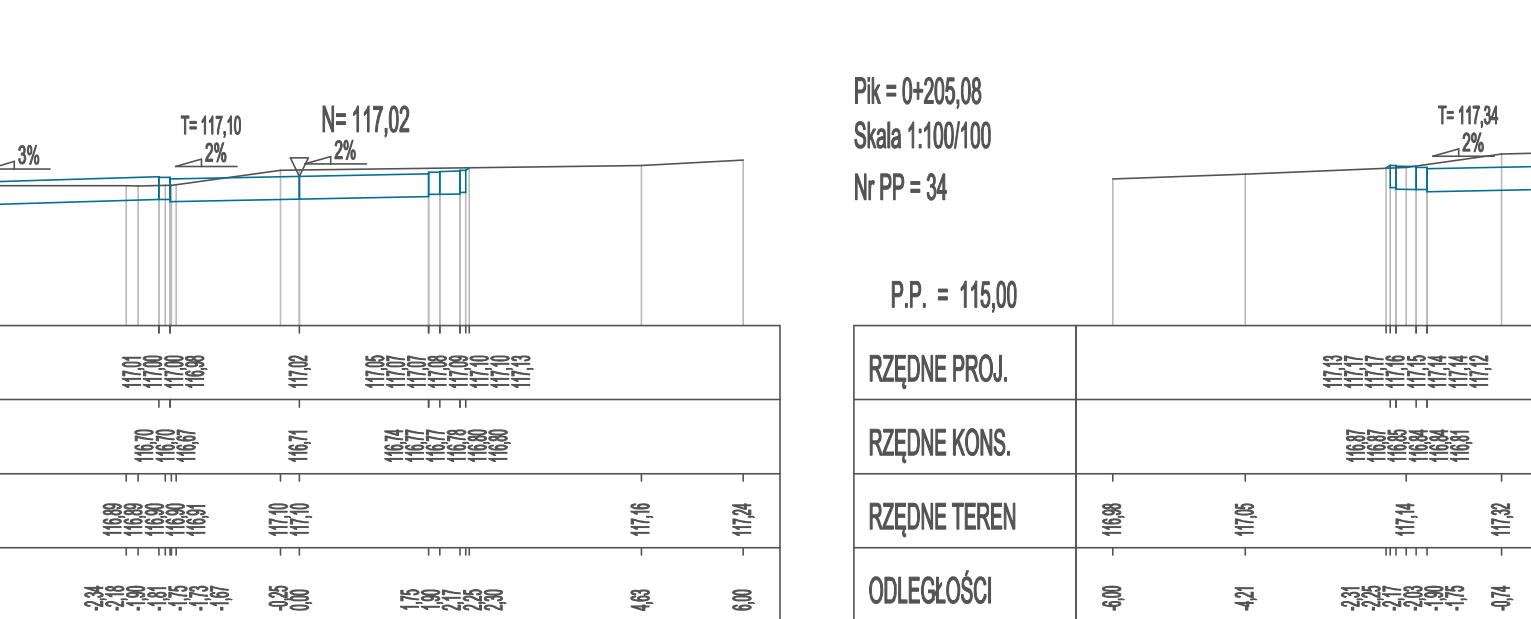 3%
T= 117,10
2%
N= 117,02
2%
117,01 117,00 117,00 116,98 117,02 117,05 117,07 117,07 117,08 117,09 117,10 117,10 117,13
116,70 116,70 116,67 116,71 116,74 116,77 116,77 116,78 116,80 116,80
116,89 116,89 116,90 116,90 116,91 117,10 117,10 117,16 117,24
-2,34 -2,18 -1,90 -1,81 -1,75 -1,73 -1,67 -0,25 0,00 1,75 1,90 2,17 2,25 2,30 4,63 6,00
Pik = 0+205,08
Skala 1:100/100
Nr PP = 34
T= 117,34
2%
P.P. = 115,00
RZĘDNE PROJ. 117,13 117,17 117,17 117,16 117,15 117,14 117,14 117,12
RZĘDNE KONS. 116,87 116,87 116,85 116,84 116,84 116,81
RZĘDNE TEREN 116,98 117,05 117,14 117,32
ODLEGŁOŚCI -6,00 -4,21 -2,31 -2,25 -2,17 -2,03 -1,90 -1,75 -0,74